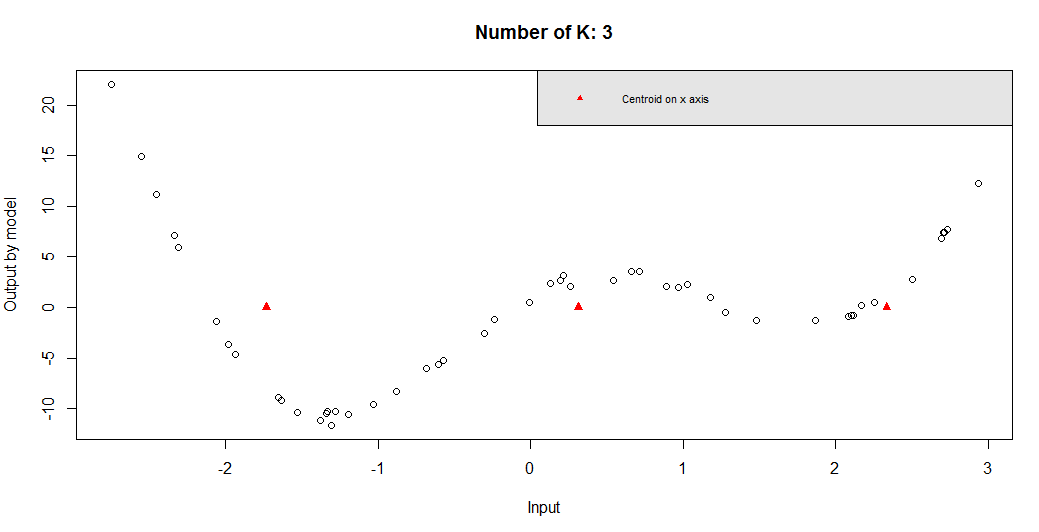 Number of K: 3
Centroid on x axis
Output by model
20
15
10
5
0
-5
-10
-2 -1 0 1 2 3
Input